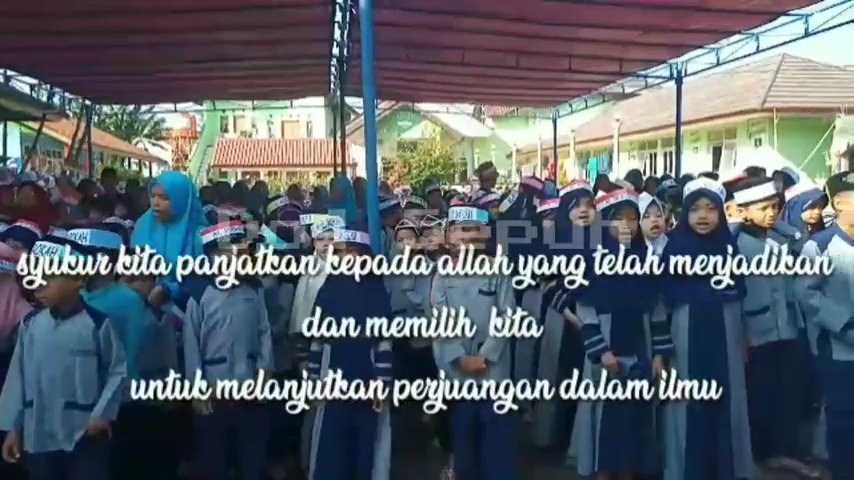 syukur kita panjatkan kepada allah yang telah menjadikan
dan memilih kita
untuk melanjutkan perjuangan dalam ilmu